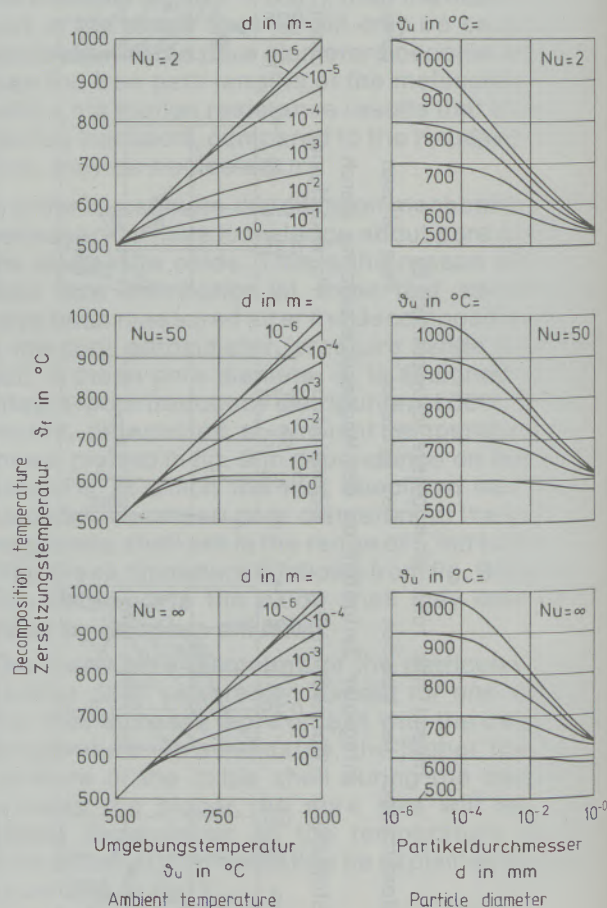 d in m=
1000
900
800
700
600
500
Nu=2
10⁻⁶
10⁻⁵
10⁻⁴
10⁻³
10⁻²
10⁻¹
10⁰
ϑu in °C=
Nu=2
1000
900
800
700
600
500
d in m=
1000
900
800
700
600
500
Nu=50
10⁻⁶
10⁻⁴
10⁻³
10⁻²
10⁻¹
10⁰
ϑu in °C=
Nu=50
1000
900
800
700
600
500
d in m=
1000
900
800
700
600
500
Nu=∞
10⁻⁶
10⁻⁴
10⁻³
10⁻²
10⁻¹
10⁰
ϑu in °C=
Nu=∞
1000
900
800
700
600
500
Decomposition temperature
Zersetzungstemperatur ϑf in °C
500 750 1000
Umgebungstemperatur
ϑu in °C
Ambient temperature
10⁻⁶ 10⁻⁴ 10⁻² 10⁻⁰
Partikeldurchmesser
d in mm
Particle diameter